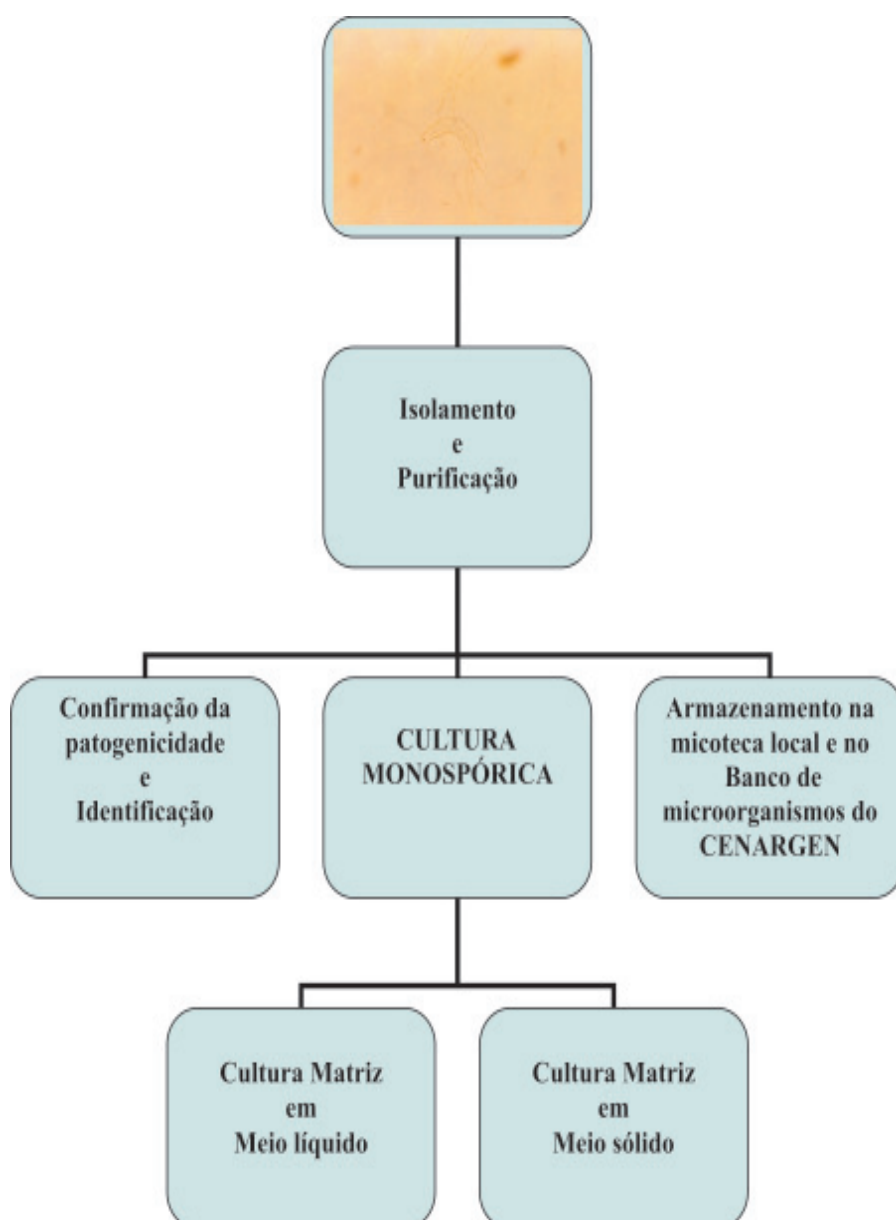 Isolamento
e
Purificação
Confirmação da
patogenicidade
e
Identificação
CULTURA
MONOSPÓRICA
Armazenamento na
micoteca local e no
Banco de
microorganismos do
CENARGEN
Cultura Matriz
em
Meio líquido
Cultura Matriz
em
Meio sólido